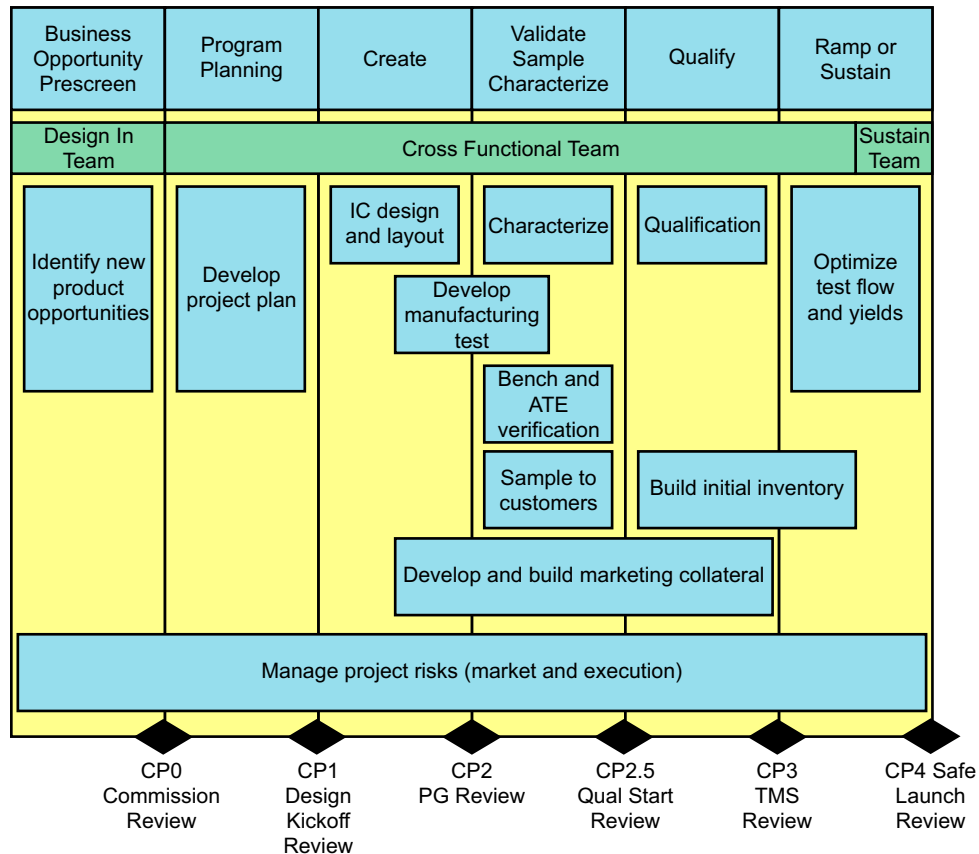 Business
Opportunity
Prescreen
Program
Planning
Create
Validate
Sample
Characterize
Qualify
Ramp or
Sustain
Design In
Team
Cross Functional Team
Sustain
Team
Identify new
product
opportunities
Develop
project plan
IC design
and layout
Characterize
Qualification
Optimize
test flow
and yields
Develop
manufacturing
test
Bench and
ATE
verification
Sample to
customers
Build initial inventory
Develop and build marketing collateral
Manage project risks (market and execution)
CP0
Commission
Review
CP1
Design
Kickoff
Review
CP2
PG Review
CP2.5
Qual Start
Review
CP3
TMS
Review
CP4 Safe
Launch
Review